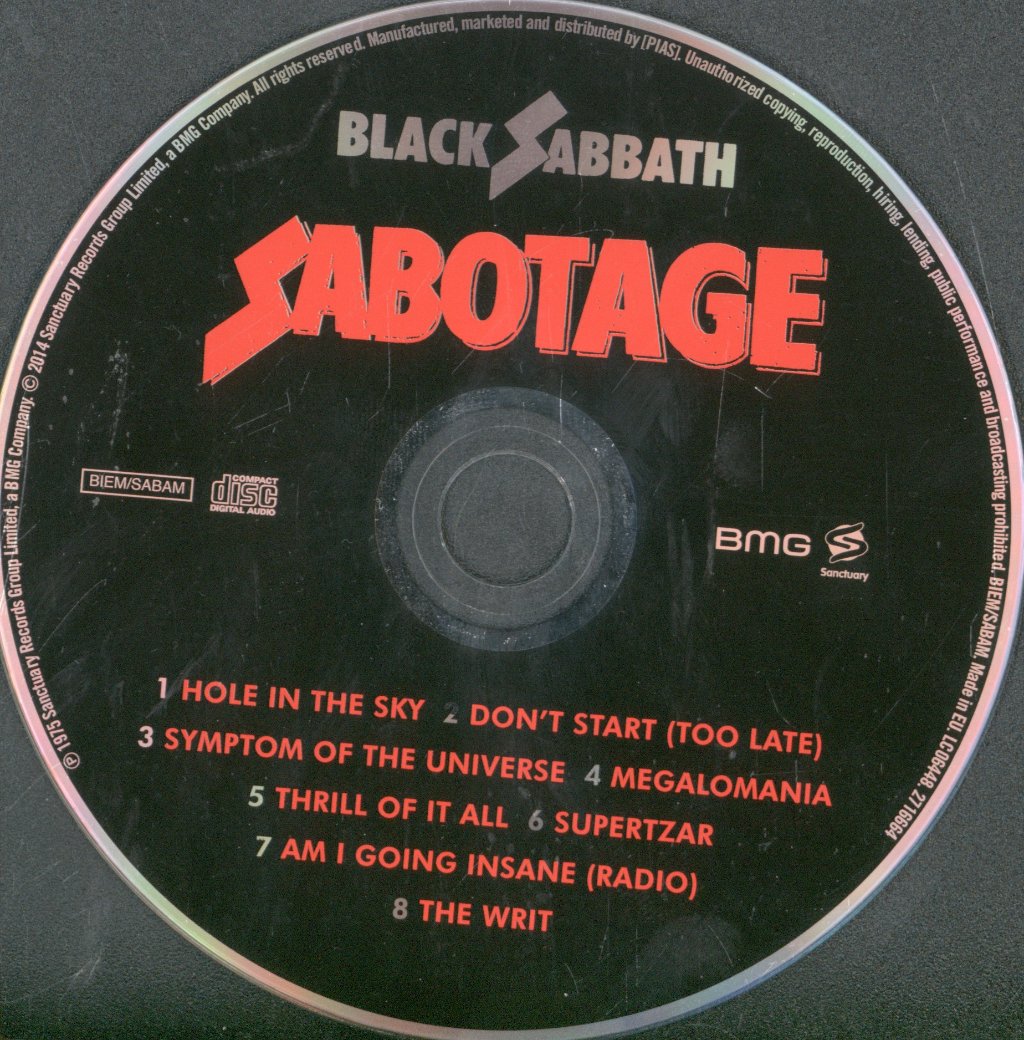 BLACK SABBATH
SABOTAGE
BIEM/SABAM
COMPACT
disc
DIGITAL AUDIO
BMG
Sanctuary
1 HOLE IN THE SKY 2 DON'T START (TOO LATE)
3 SYMPTOM OF THE UNIVERSE 4 MEGALOMANIA
5 THRILL OF IT ALL 6 SUPERTZAR
7 AM I GOING INSANE (RADIO)
8 THE WRIT
℗ 1975 Sanctuary Records Group Limited, a BMG Company. © 2014 Sanctuary Records Group Limited, a BMG Company. All rights reserved. Manufactured, marketed and distributed by [PIAS]. Unauthorized copying, reproduction, hiring, lending, public performance and broadcasting prohibited. BIEM/SABAM. Made in EU. LC06448. 2716664